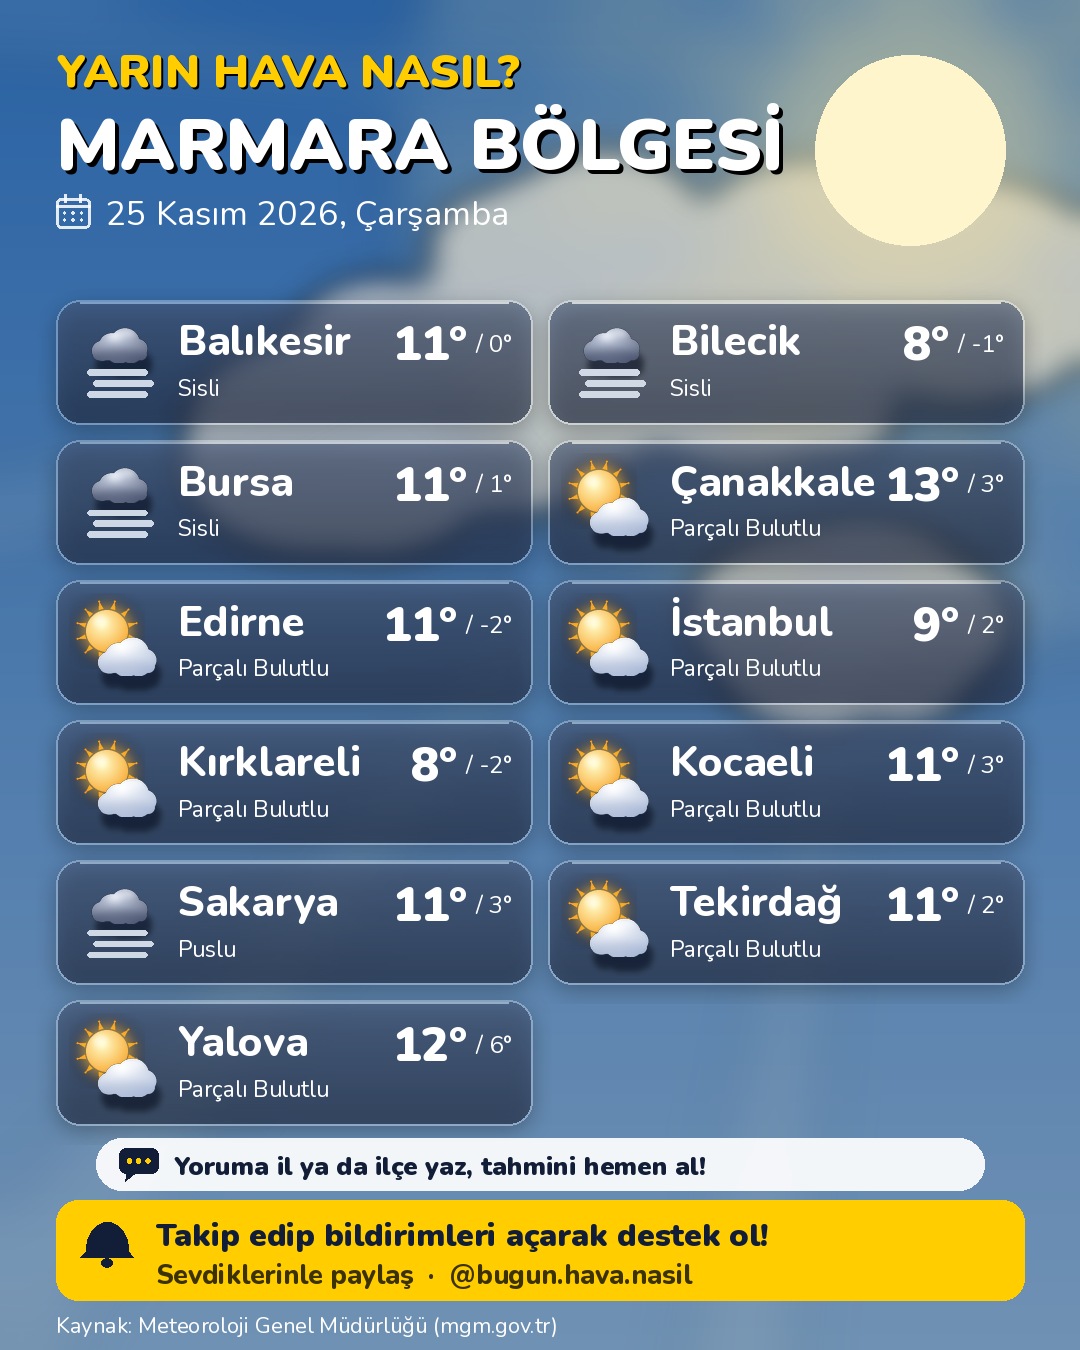 YARIN HAVA NASIL?
MARMARA BÖLGESİ
25 Kasım 2026, Çarşamba
Balıkesir 11° / 0°
Sisli
Bilecik 8° / -1°
Sisli
Bursa 11° / 1°
Sisli
Çanakkale 13° / 3°
Parçalı Bulutlu
Edirne 11° / -2°
Parçalı Bulutlu
İstanbul 9° / 2°
Parçalı Bulutlu
Kırklareli 8° / -2°
Parçalı Bulutlu
Kocaeli 11° / 3°
Parçalı Bulutlu
Sakarya 11° / 3°
Puslu
Tekirdağ 11° / 2°
Parçalı Bulutlu
Yalova 12° / 6°
Parçalı Bulutlu
Yoruma il ya da ilçe yaz, tahmini hemen al!
Takip edip bildirimleri açarak destek ol!
Sevdiklerinle paylaş · @bugun.hava.nasil
Kaynak: Meteoroloji Genel Müdürlüğü (mgm.gov.tr)